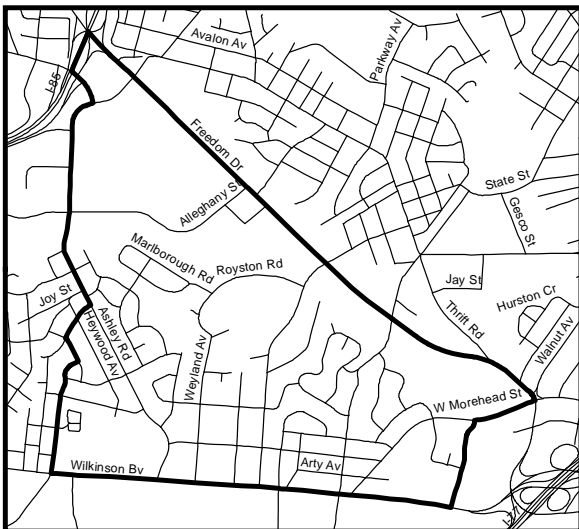 Avalon Av
Parkway Av
I-85
Freedom Dr
Alleghany St
State St
Gesco St
Marlborough Rd
Royston Rd
Jay St
Joy St
Hurston Cr
Thrift Rd
Ashley Rd
Heywood Av
Walnut Av
Weyland Av
W Morehead St
Wilkinson Bv
Arty Av
I-77